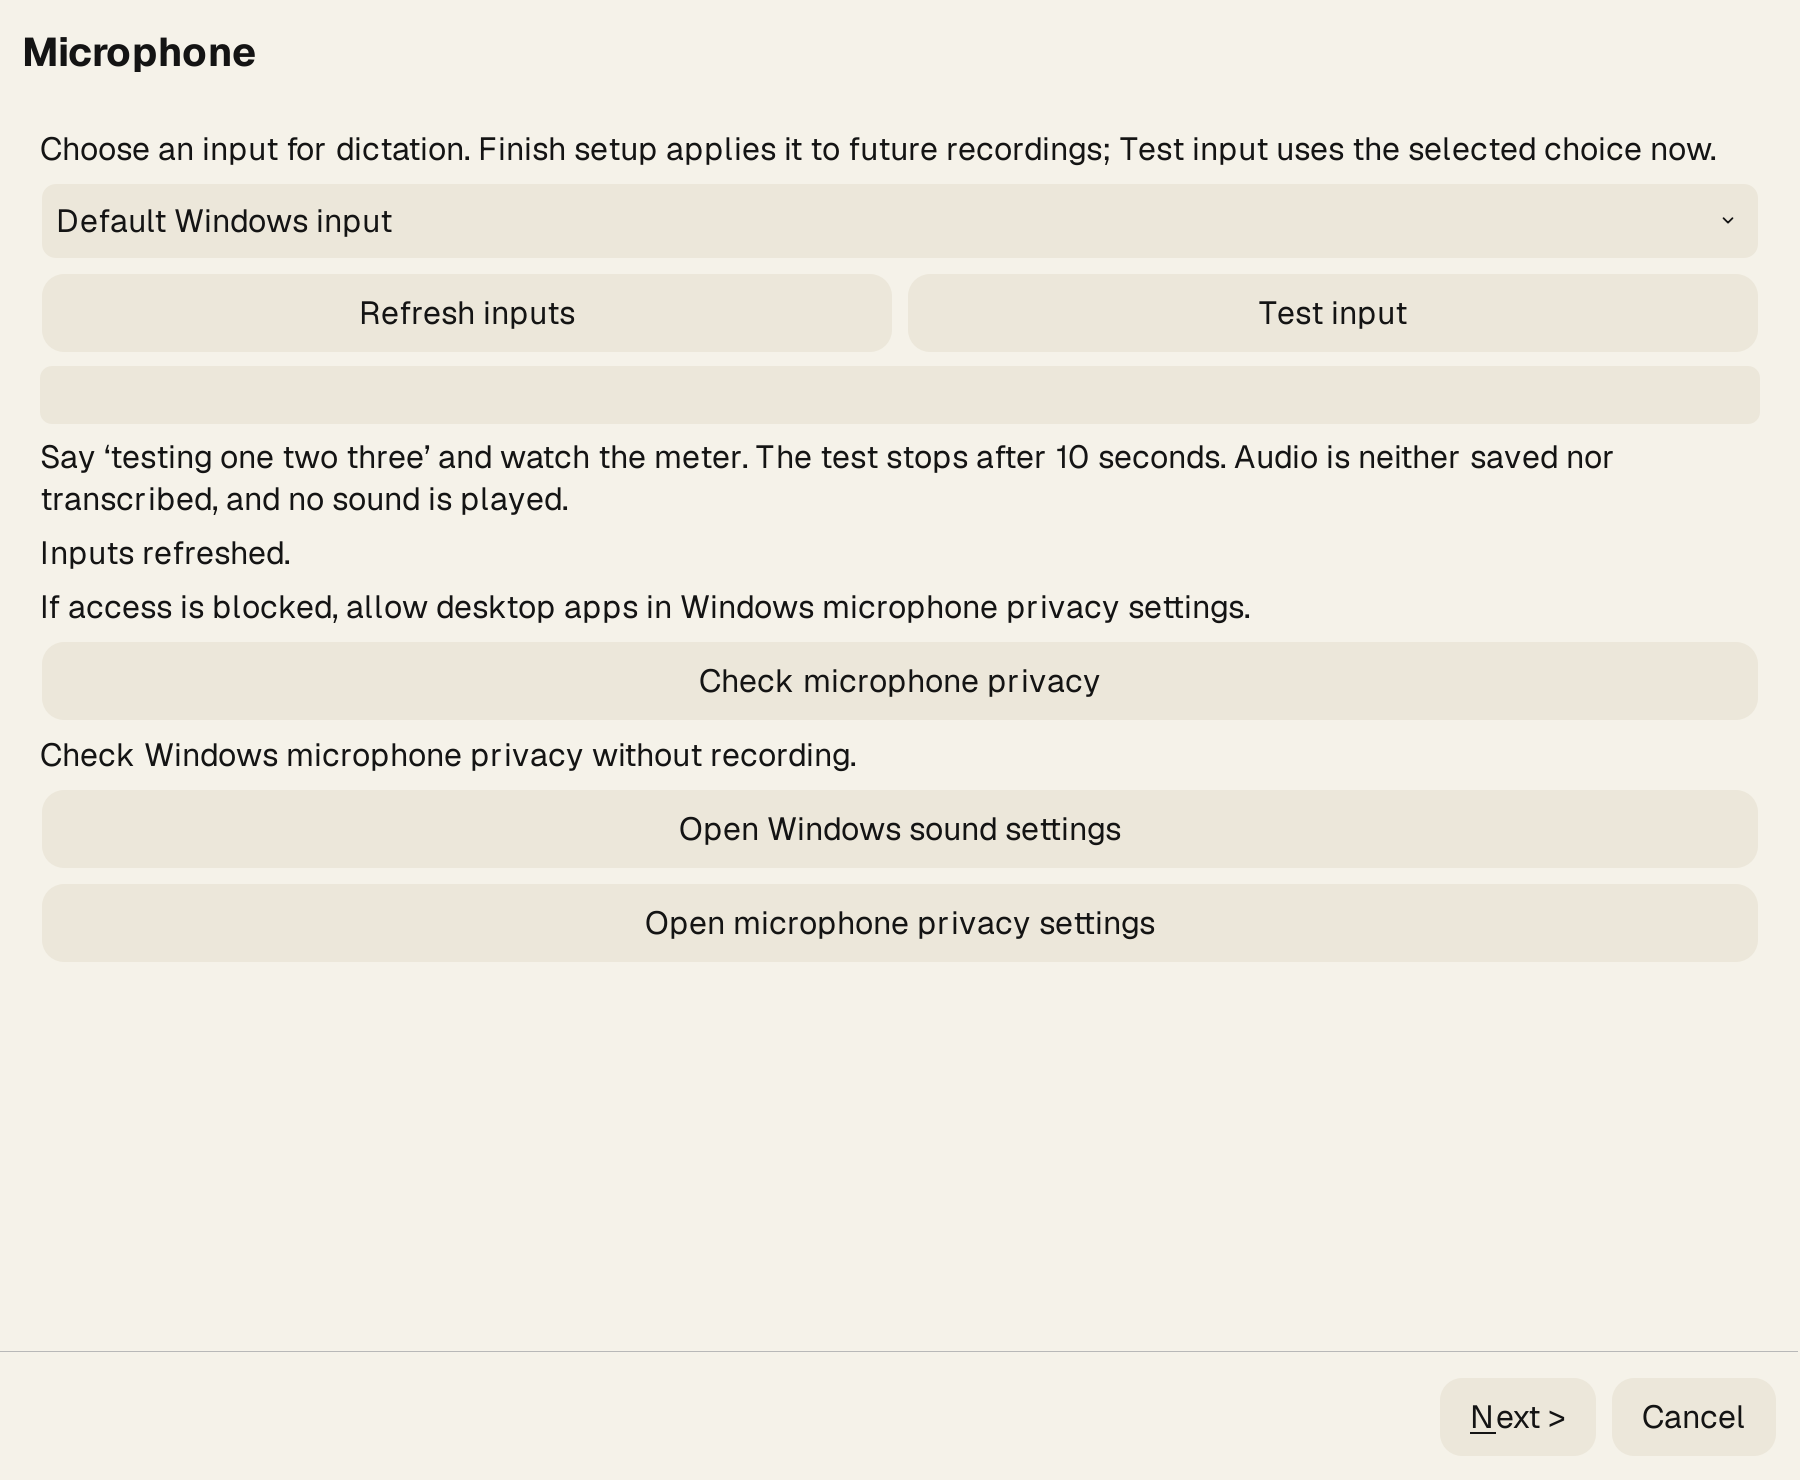 Microphone
Choose an input for dictation. Finish setup applies it to future recordings; Test input uses the selected choice now.
Default Windows input
Refresh inputs
Test input
Say ‘testing one two three’ and watch the meter. The test stops after 10 seconds. Audio is neither saved nor
transcribed, and no sound is played.
Inputs refreshed.
If access is blocked, allow desktop apps in Windows microphone privacy settings.
Check microphone privacy
Check Windows microphone privacy without recording.
Open Windows sound settings
Open microphone privacy settings
Next >
Cancel